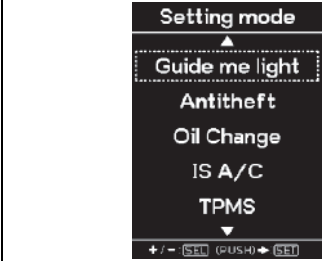 Setting mode
Guide me light
Antitheft
Oil Change
IS A/C
TPMS
+/-:SEL (PUSH)➔SET